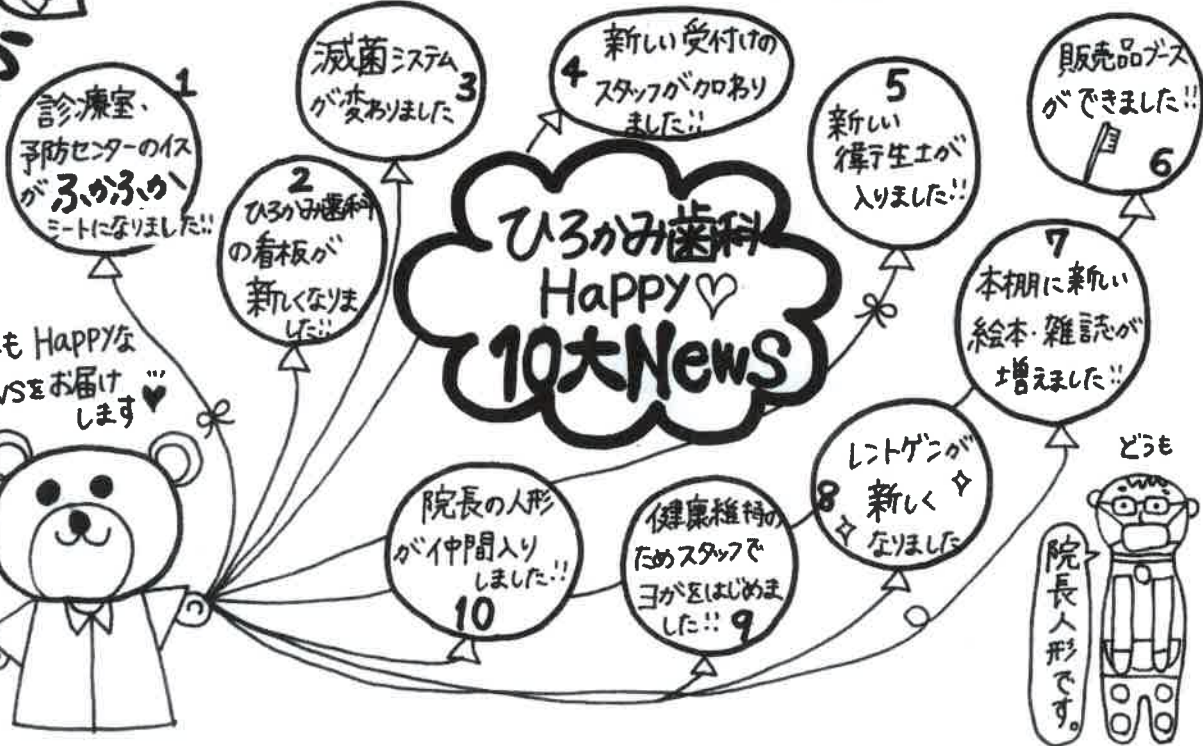 ひろかみ歯科
Happy♡
10大News
1
診療室・
予防センターのイス
がふかふか
シートになりました!!
2
ひろかみ歯科
の看板が
新しくなりま
した!!
滅菌システム
が変わりました
3
4
新しい受付けの
スタッフが加わり
ました!!
5
新しい
衛生士が
入りました!!
販売品ブース
ができました!!
6
7
本棚に新しい
絵本・雑誌が
増えました!!
8
レントゲンが
新しく
なりました
健康維持の
ためスタッフで
ヨガをはじめま
した!!
9
院長の人形
が仲間入り
しました!!
10
も Happyな
wsをお届け
します♥
どうも
院長人形です。